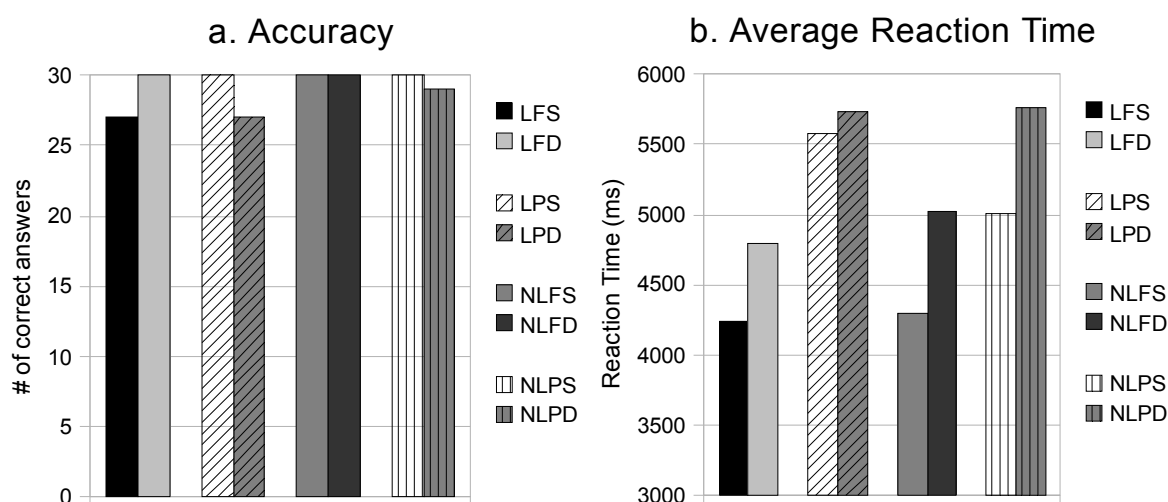 a. Accuracy
# of correct answers
30
25
20
15
10
5
0
LFS
LFD
LPS
LPD
NLFS
NLFD
NLPS
NLPD
b. Average Reaction Time
Reaction Time (ms)
6000
5500
5000
4500
4000
3500
3000
LFS
LFD
LPS
LPD
NLFS
NLFD
NLPS
NLPD